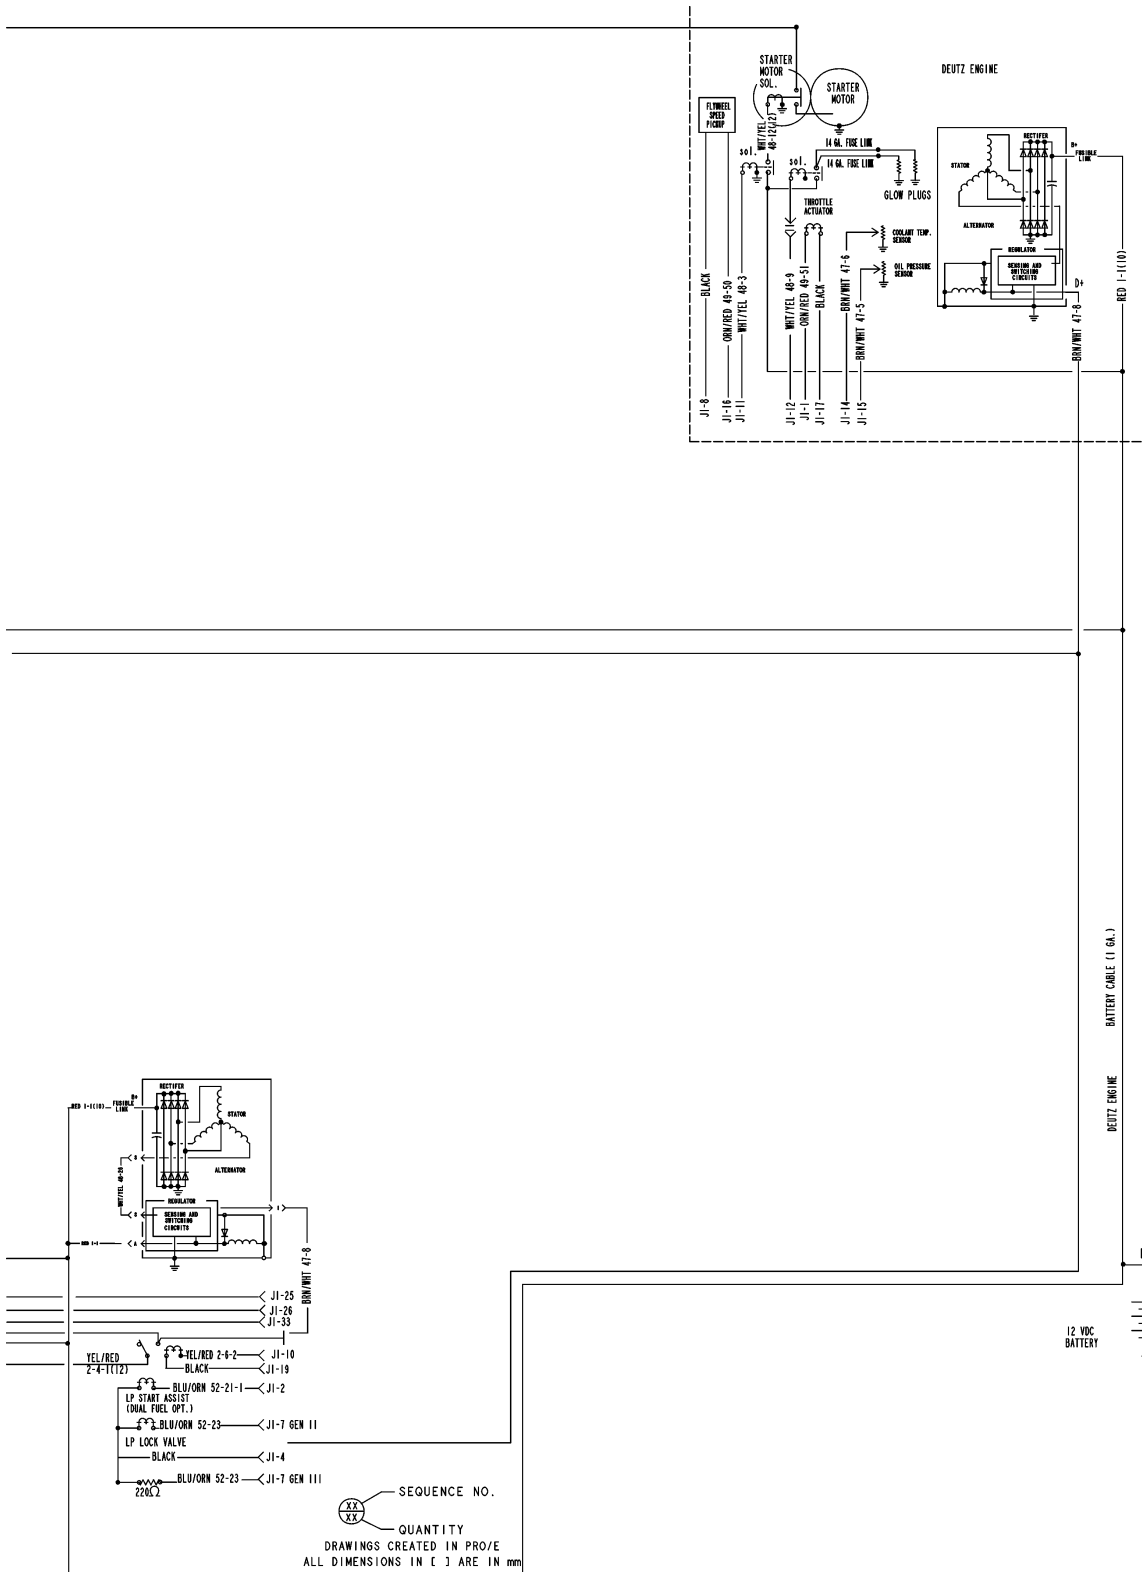 STARTER
MOTOR
SOL.
STARTER
MOTOR
DEUTZ ENGINE
FLYWHEEL
SPEED
PICKUP
WHT/YEL
48-12(12)
sol.
sol.
14 GA. FUSE LINK
14 GA. FUSE LINK
GLOW PLUGS
THROTTLE
ACTUATOR
COOLANT TEMP.
SENSOR
OIL PRESSURE
SENSOR
RECTIFER
B+
FUSIBLE
LINK
STATOR
ALTERNATOR
REGULATOR
SENSING AND
SWITCHING
CIRCUITS
D+
BLACK
ORN/RED 49-50
WHT/YEL 48-3
WHT/YEL 48-9
ORN/RED 49-51
BLACK
BRN/WHT 47-6
BRN/WHT 47-5
BRN/WHT 47-8
RED 1-1(10)
J1-8
J1-16
J1-11
J1-12
J1-1
J1-17
J1-14
J1-15
BATTERY CABLE (1 GA.)
DEUTZ ENGINE
12 VDC
BATTERY
RECTIFER
B+
RED 1-1(10)
FUSIBLE
LINK
STATOR
S
ALTERNATOR
WHT/YEL 48-26
REGULATOR
S
SENSING AND
SWITCHING
CIRCUITS
I
RED 1-1
A
BRN/WHT 47-8
J1-25
J1-26
J1-33
YEL/RED
2-4-1(12)
YEL/RED 2-6-2
J1-10
BLACK
J1-19
BLU/ORN 52-21-1
J1-2
LP START ASSIST
(DUAL FUEL OPT.)
BLU/ORN 52-23
J1-7 GEN II
LP LOCK VALVE
BLACK
J1-4
BLU/ORN 52-23
J1-7 GEN III
220Ω
XX
XX
SEQUENCE NO.
QUANTITY
DRAWINGS CREATED IN PRO/E
ALL DIMENSIONS IN [ ] ARE IN mm